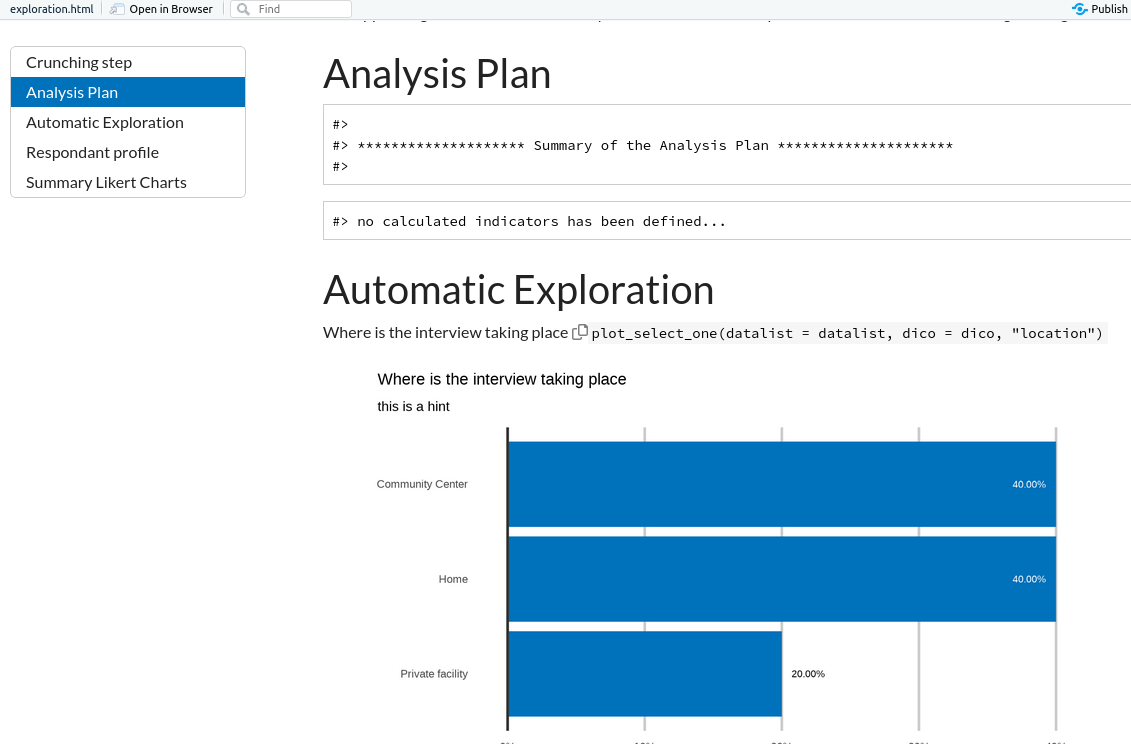 exploration.html Open in Browser Find Publish
Crunching step
Analysis Plan
Automatic Exploration
Respondant profile
Summary Likert Charts
Analysis Plan
#>
#> ******************** Summary of the Analysis Plan *********************
#>
#> no calculated indicators has been defined...
Automatic Exploration
Where is the interview taking place plot_select_one(datalist = datalist, dico = dico, "location")
Where is the interview taking place
this is a hint
Community Center 40.00%
Home 40.00%
Private facility 20.00%